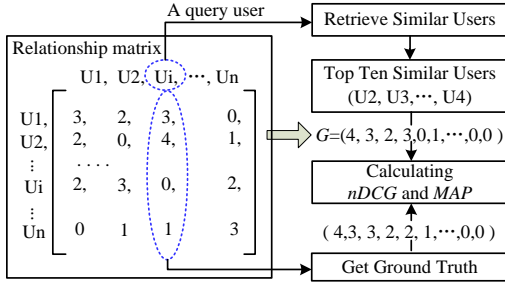 A query user
Retrieve Similar Users
Relationship matrix
U1, U2, Ui, ···, Un
Top Ten Similar Users
(U2, U3,···, U4)
U1, 3, 2, 3, 0,
U2, 2, 0, 4, 1,
⋮ ····
Ui 2, 3, 0, 2,
⋮
Un 0 1 1 3
G=(4, 3, 2, 3,0,1,···,0,0 )
Calculating
nDCG and MAP
( 4,3, 3, 2, 2, 1,···,0,0 )
Get Ground Truth